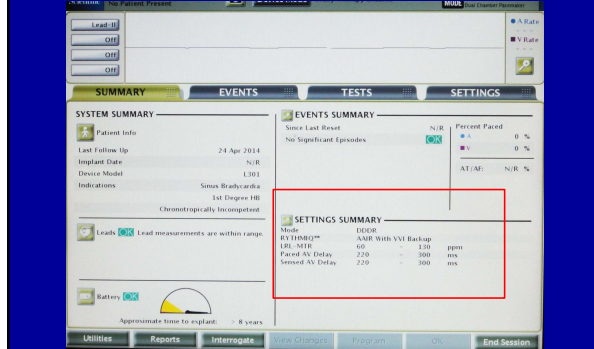 Scientific No Patient Present
MODEL Dual Chamber Pacemaker
Lead-II
Off
Off
Off
A Rate
- - -
V Rate
- - -
SUMMARY EVENTS TESTS SETTINGS
SYSTEM SUMMARY
Patient Info
Last Follow Up 24 Apr 2014
Implant Date N/R
Device Model L301
Indications Sinus Bradycardia
1st Degree HB
Chronotropically Incompetent
Leads OK Lead measurements are within range.
Battery OK
Approximate time to explant: > 8 years
EVENTS SUMMARY
Since Last Reset N/R
No Significant Episodes OK
Percent Paced
A 0 %
V 0 %
AT/AF: N/R %
SETTINGS SUMMARY
Mode DDDR
RYTHMIQ™ AAIR With VVI Backup
LRL-MTR 60 - 130 ppm
Paced AV Delay 220 - 300 ms
Sensed AV Delay 220 - 300 ms
Utilities Reports Interrogate View Changes Program End Session